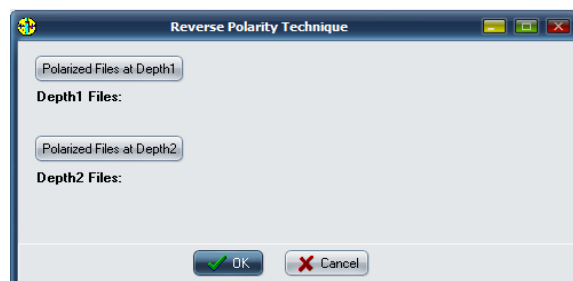 Reverse Polarity Technique
Polarized Files at Depth1
Depth1 Files:
Polarized Files at Depth2
Depth2 Files:
OK
Cancel